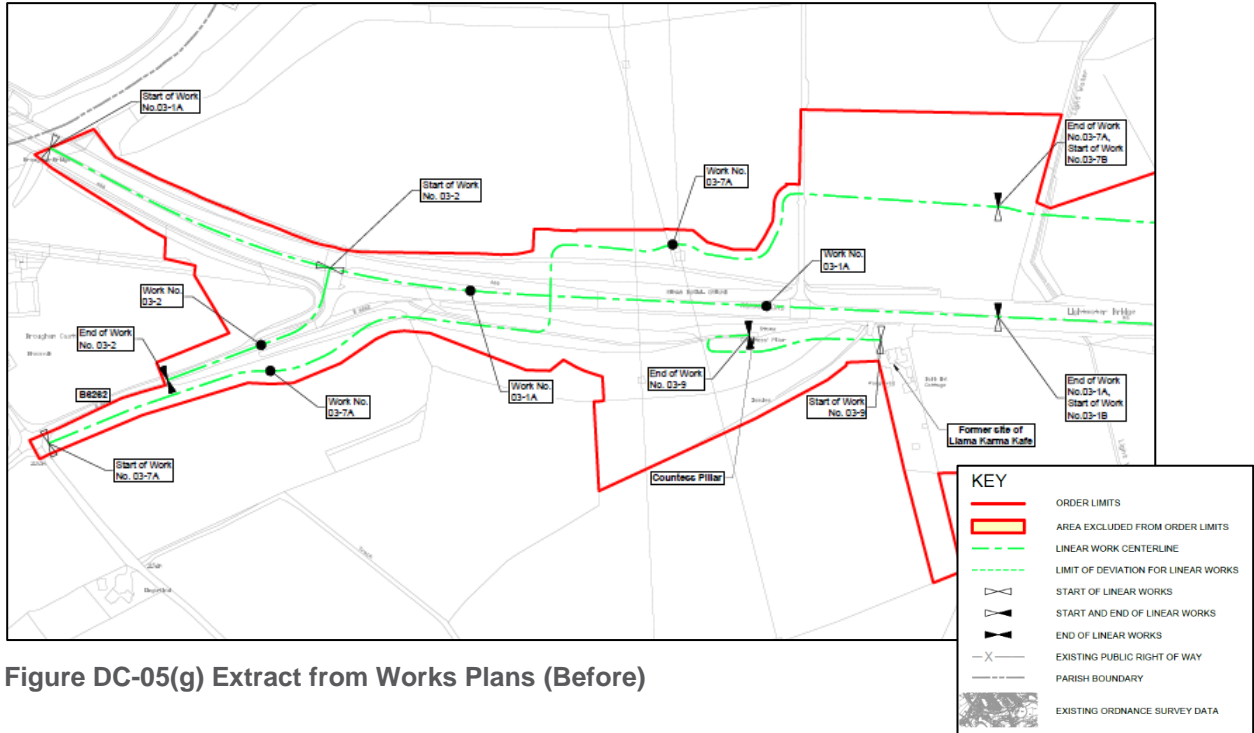 Start of Work
No.03-1A
Start of Work
No. 03-2
Work No.
03-7A
End of Work
No.03-7A,
Start of Work
No.03-7B
Work No.
03-1A
Work No.
03-2
End of Work
No. 03-2
B6262
Start of Work
No. 03-7A
Work No.
03-7A
Work No.
03-1A
End of Work
No. 03-9
Start of Work
No. 03-9
End of Work
No.03-1A,
Start of Work
No.03-1B
Former site of
Llama Karma Kafe
Countess Pillar
Light Water
Lightwater Bridge
KEY
ORDER LIMITS
AREA EXCLUDED FROM ORDER LIMITS
LINEAR WORK CENTERLINE
LIMIT OF DEVIATION FOR LINEAR WORKS
START OF LINEAR WORKS
START AND END OF LINEAR WORKS
END OF LINEAR WORKS
X
EXISTING PUBLIC RIGHT OF WAY
PARISH BOUNDARY
EXISTING ORDNANCE SURVEY DATA
Figure DC-05(g) Extract from Works Plans (Before)